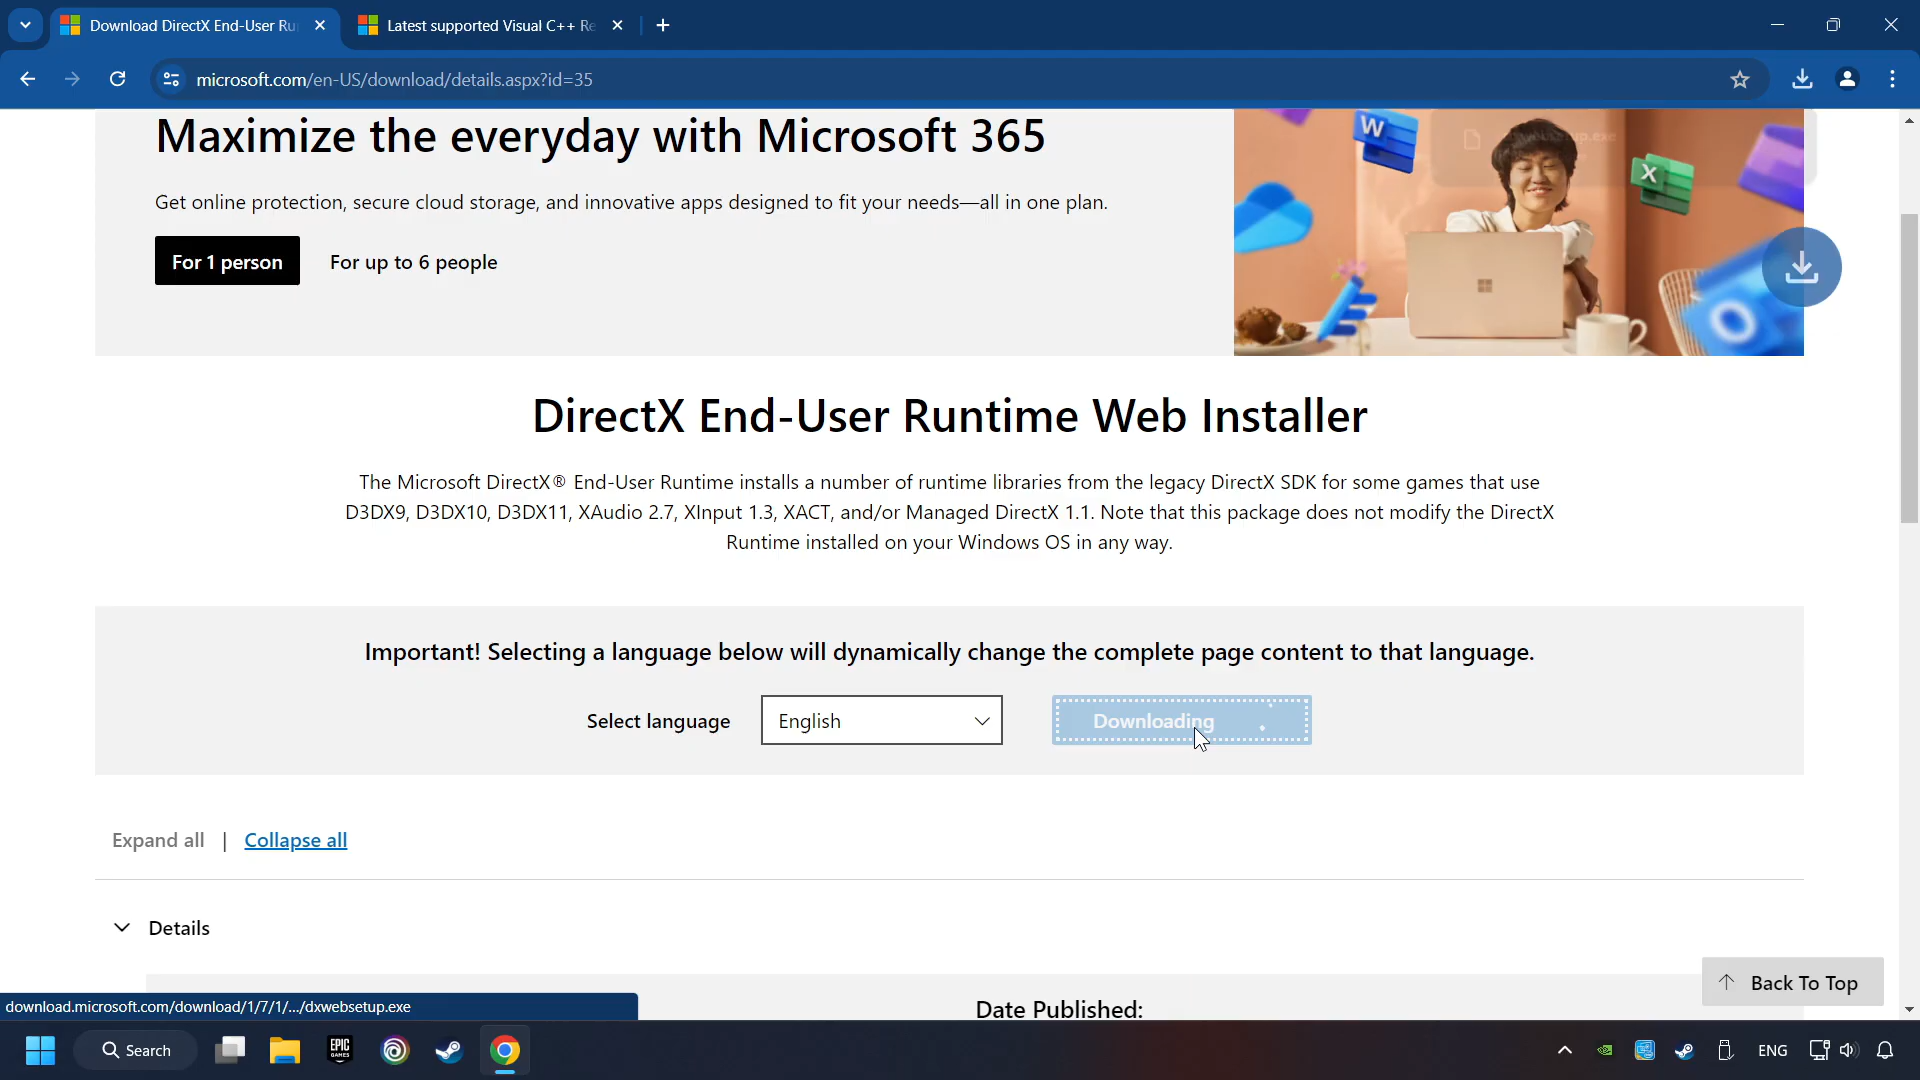 Download DirectX End-User Ru
Latest supported Visual C++ Re
microsoft.com/en-US/download/details.aspx?id=35
Maximize the everyday with Microsoft 365
Get online protection, secure cloud storage, and innovative apps designed to fit your needs—all in one plan.
For 1 person
For up to 6 people
W
X
O
DirectX End-User Runtime Web Installer
The Microsoft DirectX® End-User Runtime installs a number of runtime libraries from the legacy DirectX SDK for some games that use
D3DX9, D3DX10, D3DX11, XAudio 2.7, XInput 1.3, XACT, and/or Managed DirectX 1.1. Note that this package does not modify the DirectX
Runtime installed on your Windows OS in any way.
Important! Selecting a language below will dynamically change the complete page content to that language.
Select language
English
Downloading
Expand all | Collapse all
Details
Back To Top
Date Published:
download.microsoft.com/download/1/7/1/.../dxwebsetup.exe
Search
EPIC
GAMES
ENG